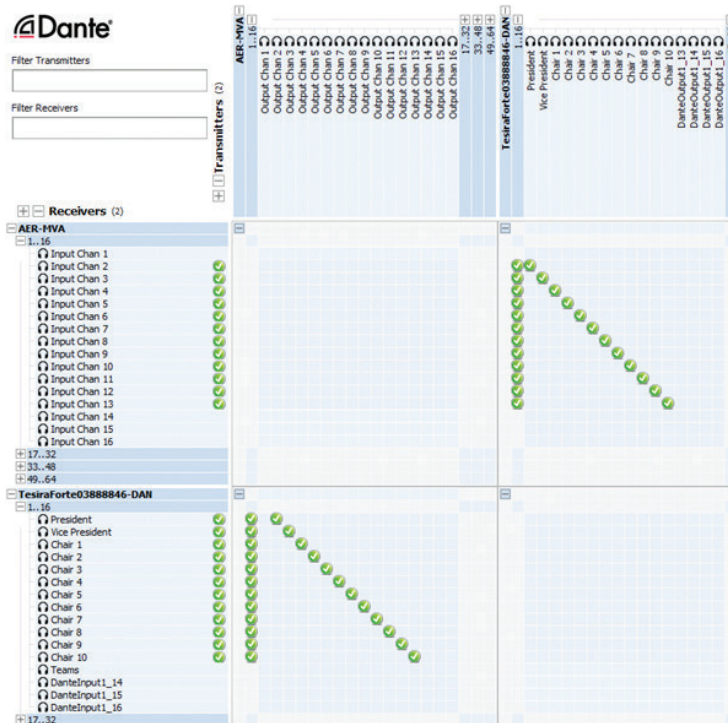 Dante®
Filter Transmitters
Filter Receivers
Transmitters (2)
AER-MVA
1..16
Output Chan 1
Output Chan 2
Output Chan 3
Output Chan 4
Output Chan 5
Output Chan 6
Output Chan 7
Output Chan 8
Output Chan 9
Output Chan 10
Output Chan 11
Output Chan 12
Output Chan 13
Output Chan 14
Output Chan 15
Output Chan 16
17..32
33..48
49..64
TesiraForte03888846-DAN
1..16
President
Vice President
Chair 1
Chair 2
Chair 3
Chair 4
Chair 5
Chair 6
Chair 7
Chair 8
Chair 9
Chair 10
DanteOutput1_13
DanteOutput1_14
DanteOutput1_15
DanteOutput1_16
Receivers (2)
AER-MVA
1..16
Input Chan 1
Input Chan 2
Input Chan 3
Input Chan 4
Input Chan 5
Input Chan 6
Input Chan 7
Input Chan 8
Input Chan 9
Input Chan 10
Input Chan 11
Input Chan 12
Input Chan 13
Input Chan 14
Input Chan 15
Input Chan 16
17..32
33..48
49..64
TesiraForte03888846-DAN
1..16
President
Vice President
Chair 1
Chair 2
Chair 3
Chair 4
Chair 5
Chair 6
Chair 7
Chair 8
Chair 9
Chair 10
Teams
DanteInput1_14
DanteInput1_15
DanteInput1_16
17..32